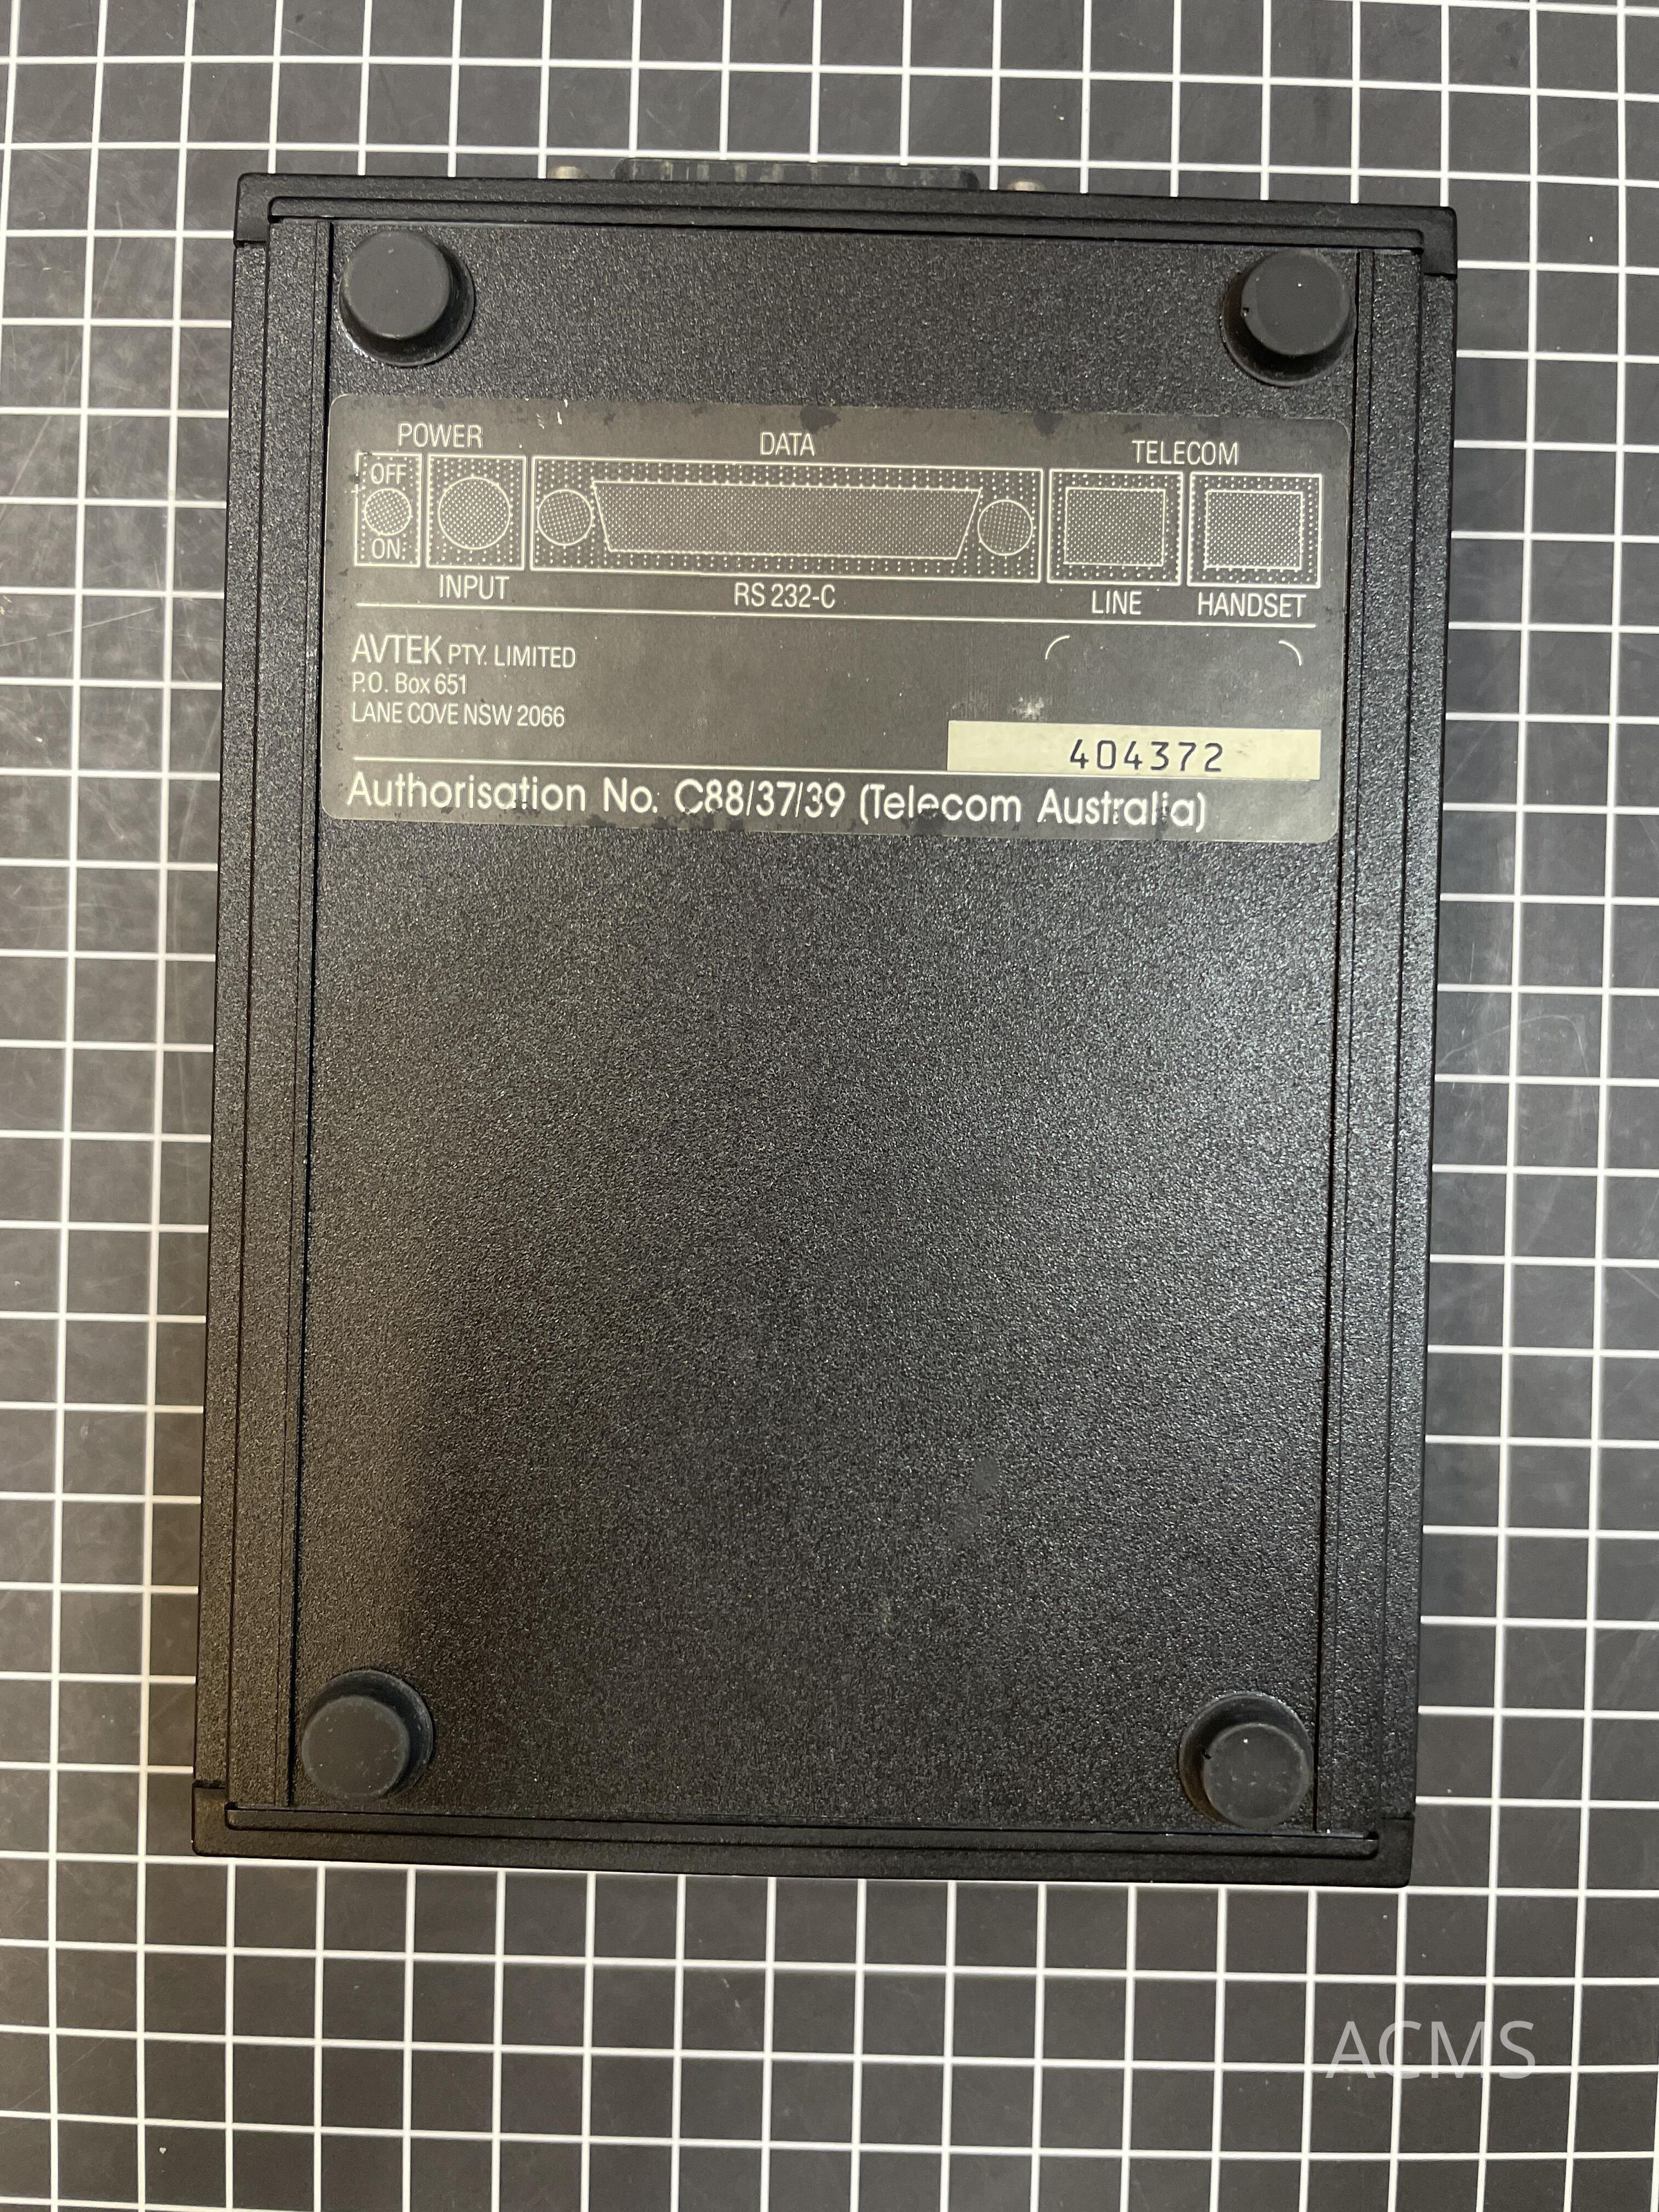 POWER DATA TELECOM
OFF
ON
INPUT RS 232-C LINE HANDSET
AVTEK PTY. LIMITED
P.O. Box 651
LANE COVE NSW 2066
404372
Authorisation No. C88/37/39 (Telecom Australia)
ACMS